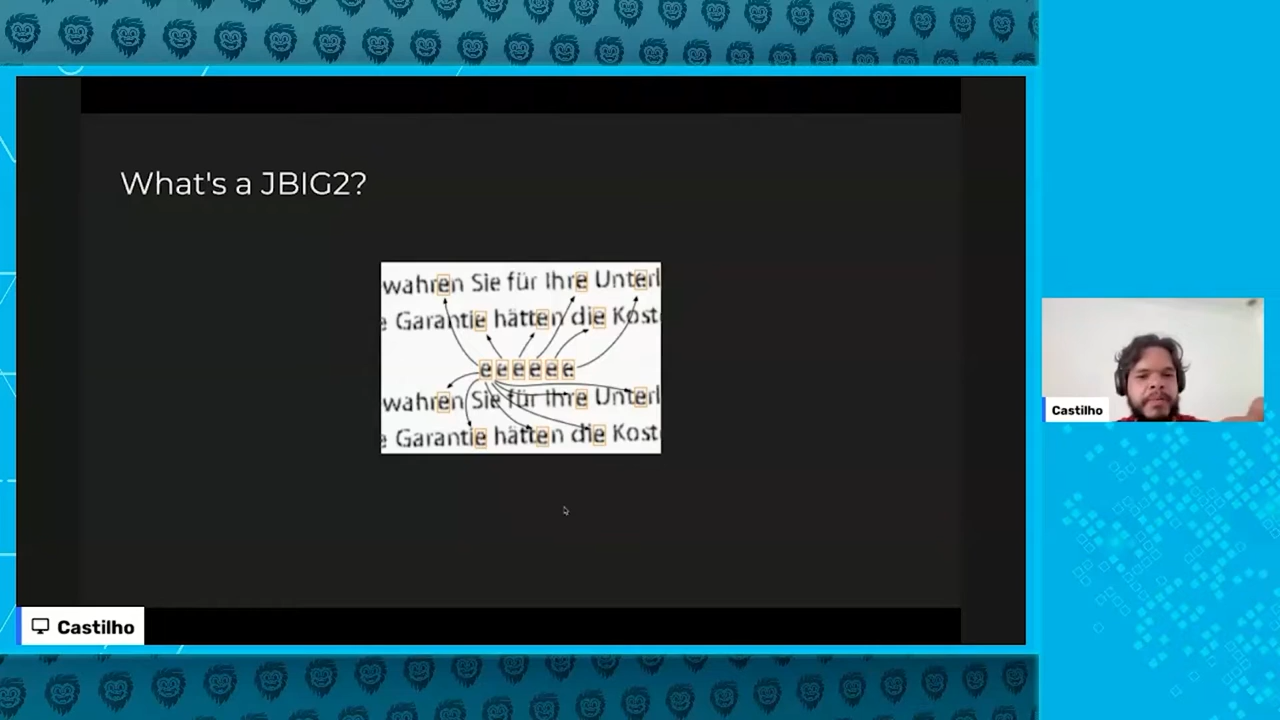 What's a JBIG2?
wahren Sie für Ihre Unterl
e Garantie hätten die Kost
e e e e e e
wahren Sie für Ihre Unterl
e Garantie hätten die Kost
Castilho
Castilho